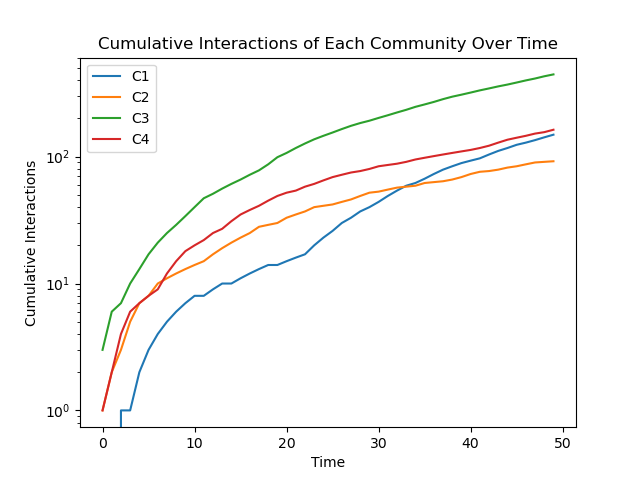 Cumulative Interactions of Each Community Over Time
C1
C2
C3
C4
Cumulative Interactions
10²
10¹
10⁰
0 10 20 30 40 50
Time